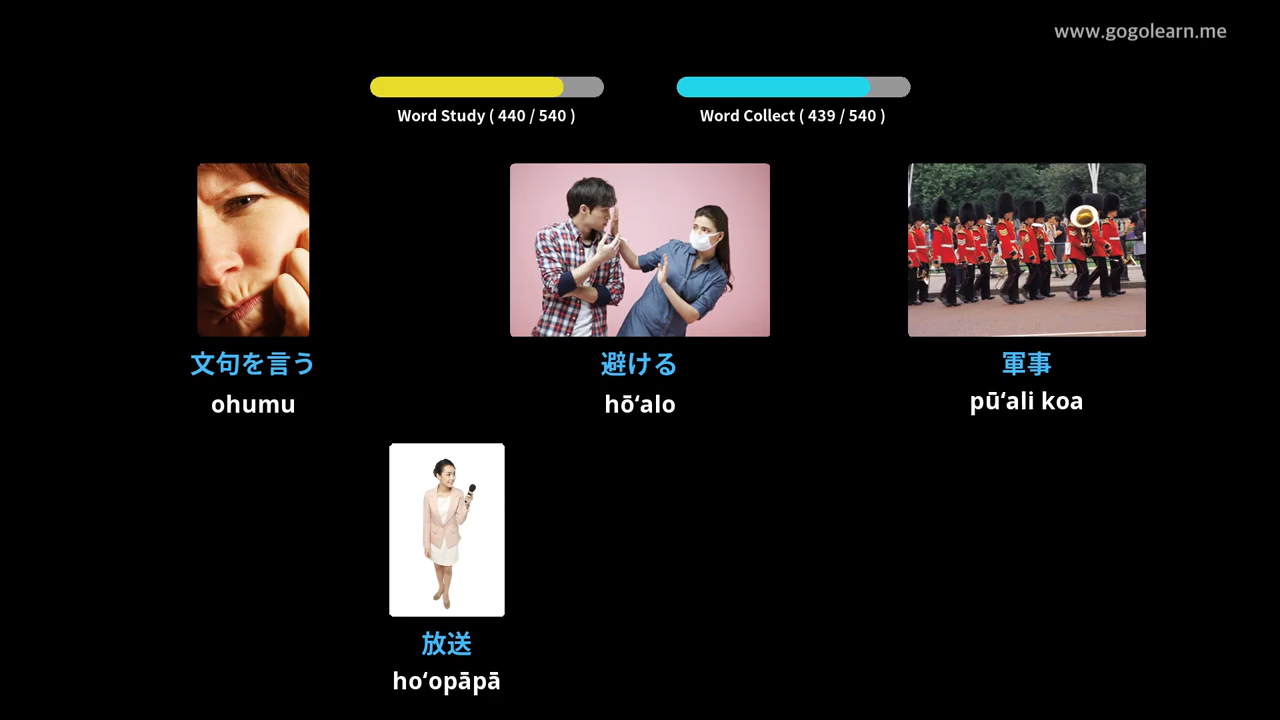 www.gogolearn.me
Word Study ( 440 / 540 )
Word Collect ( 439 / 540 )
文句を言う
避ける
軍事
ohumu
hōʻalo
pūʻali koa
放送
hoʻopāpā